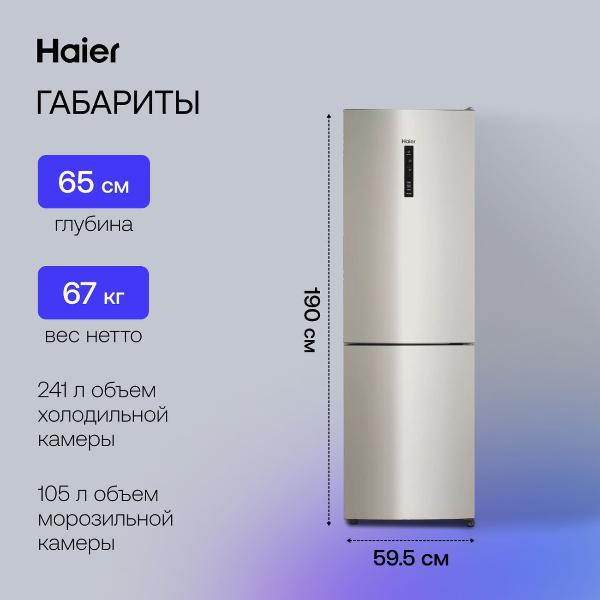 Haier
ГАБАРИТЫ
65 см
глубина
67 кг
вес нетто
241 л объем
холодильной
камеры
105 л объем
морозильной
камеры
Haier
190 см
59.5 см